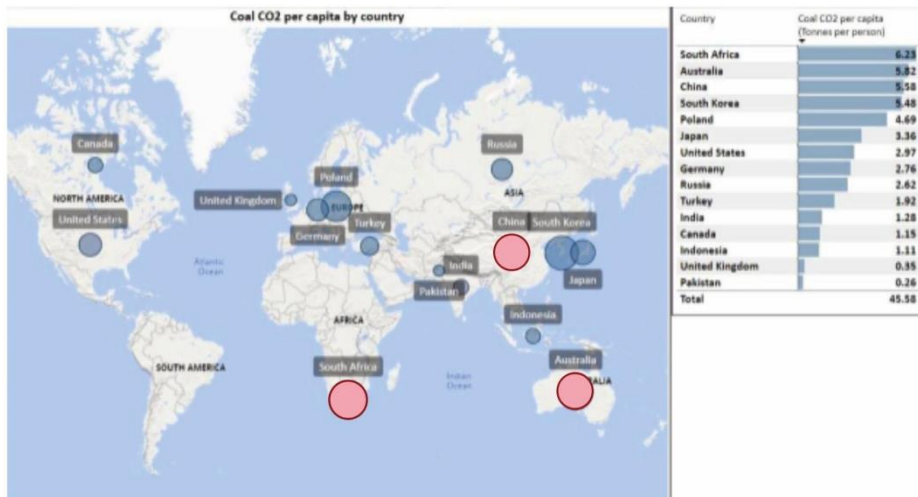 Coal CO2 per capita by country
Canada
Russia
Poland
NORTH AMERICA
United Kingdom
EUROPE
ASIA
United States
Turkey
China
South Korea
Germany
Atlantic
Ocean
India
Japan
Pakistan
Indonesia
AFRICA
SOUTH AMERICA
South Africa
Indian
Ocean
Australia
RALIA
Country
Coal CO2 per capita
(Tonnes per person)
South Africa 6.23
Australia 5.82
China 5.58
South Korea 5.48
Poland 4.69
Japan 3.36
United States 2.97
Germany 2.76
Russia 2.62
Turkey 1.92
India 1.28
Canada 1.15
Indonesia 1.11
United Kingdom 0.35
Pakistan 0.26
Total 45.58